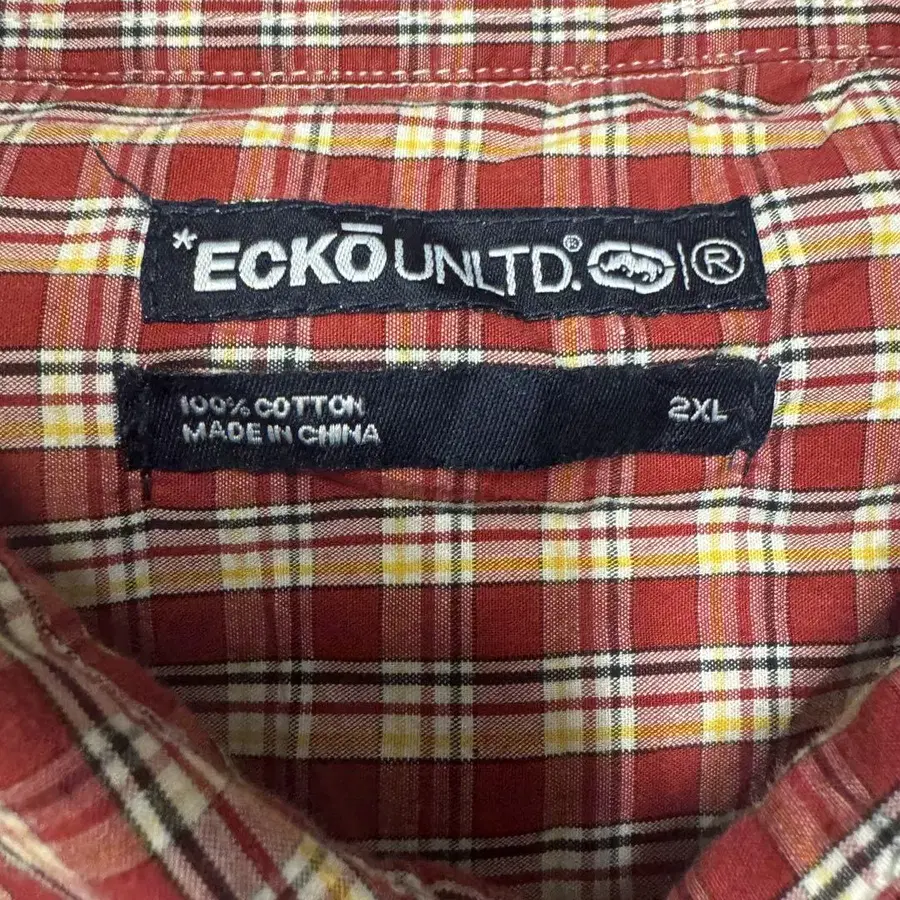 *ECKŌ UNLTD.® ®
100% COTTON 2XL
MADE IN CHINA